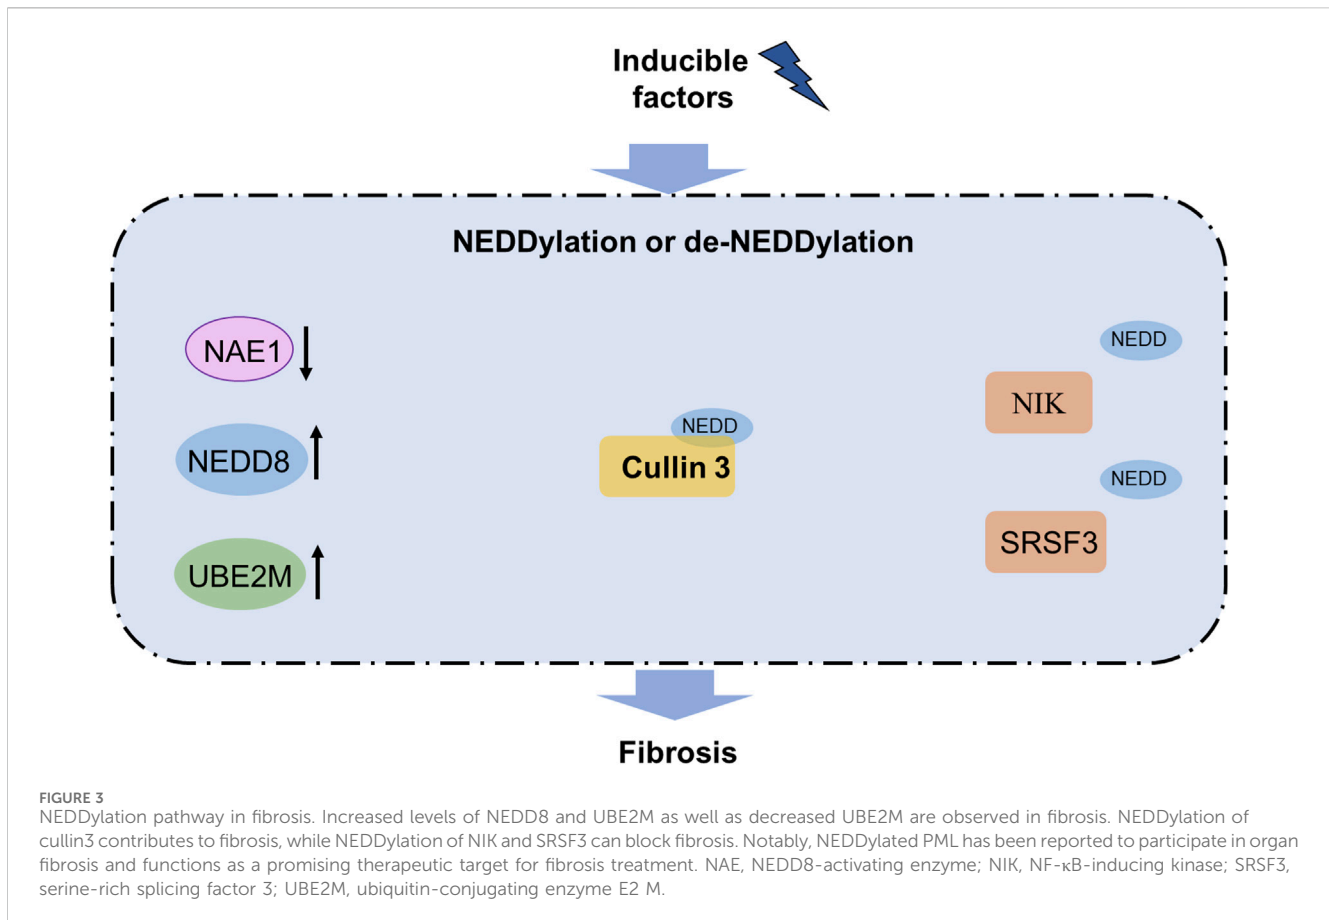 Inducible
factors
NEDDylation or de-NEDDylation
NAE1
NEDD8
UBE2M
NEDD
Cullin 3
NEDD
NIK
NEDD
SRSF3
Fibrosis
FIGURE 3
NEDDylation pathway in fibrosis. Increased levels of NEDD8 and UBE2M as well as decreased UBE2M are observed in fibrosis. NEDDylation of
cullin3 contributes to fibrosis, while NEDDylation of NIK and SRSF3 can block fibrosis. Notably, NEDDylated PML has been reported to participate in organ
fibrosis and functions as a promising therapeutic target for fibrosis treatment. NAE, NEDD8-activating enzyme; NIK, NF-κB-inducing kinase; SRSF3,
serine-rich splicing factor 3; UBE2M, ubiquitin-conjugating enzyme E2 M.